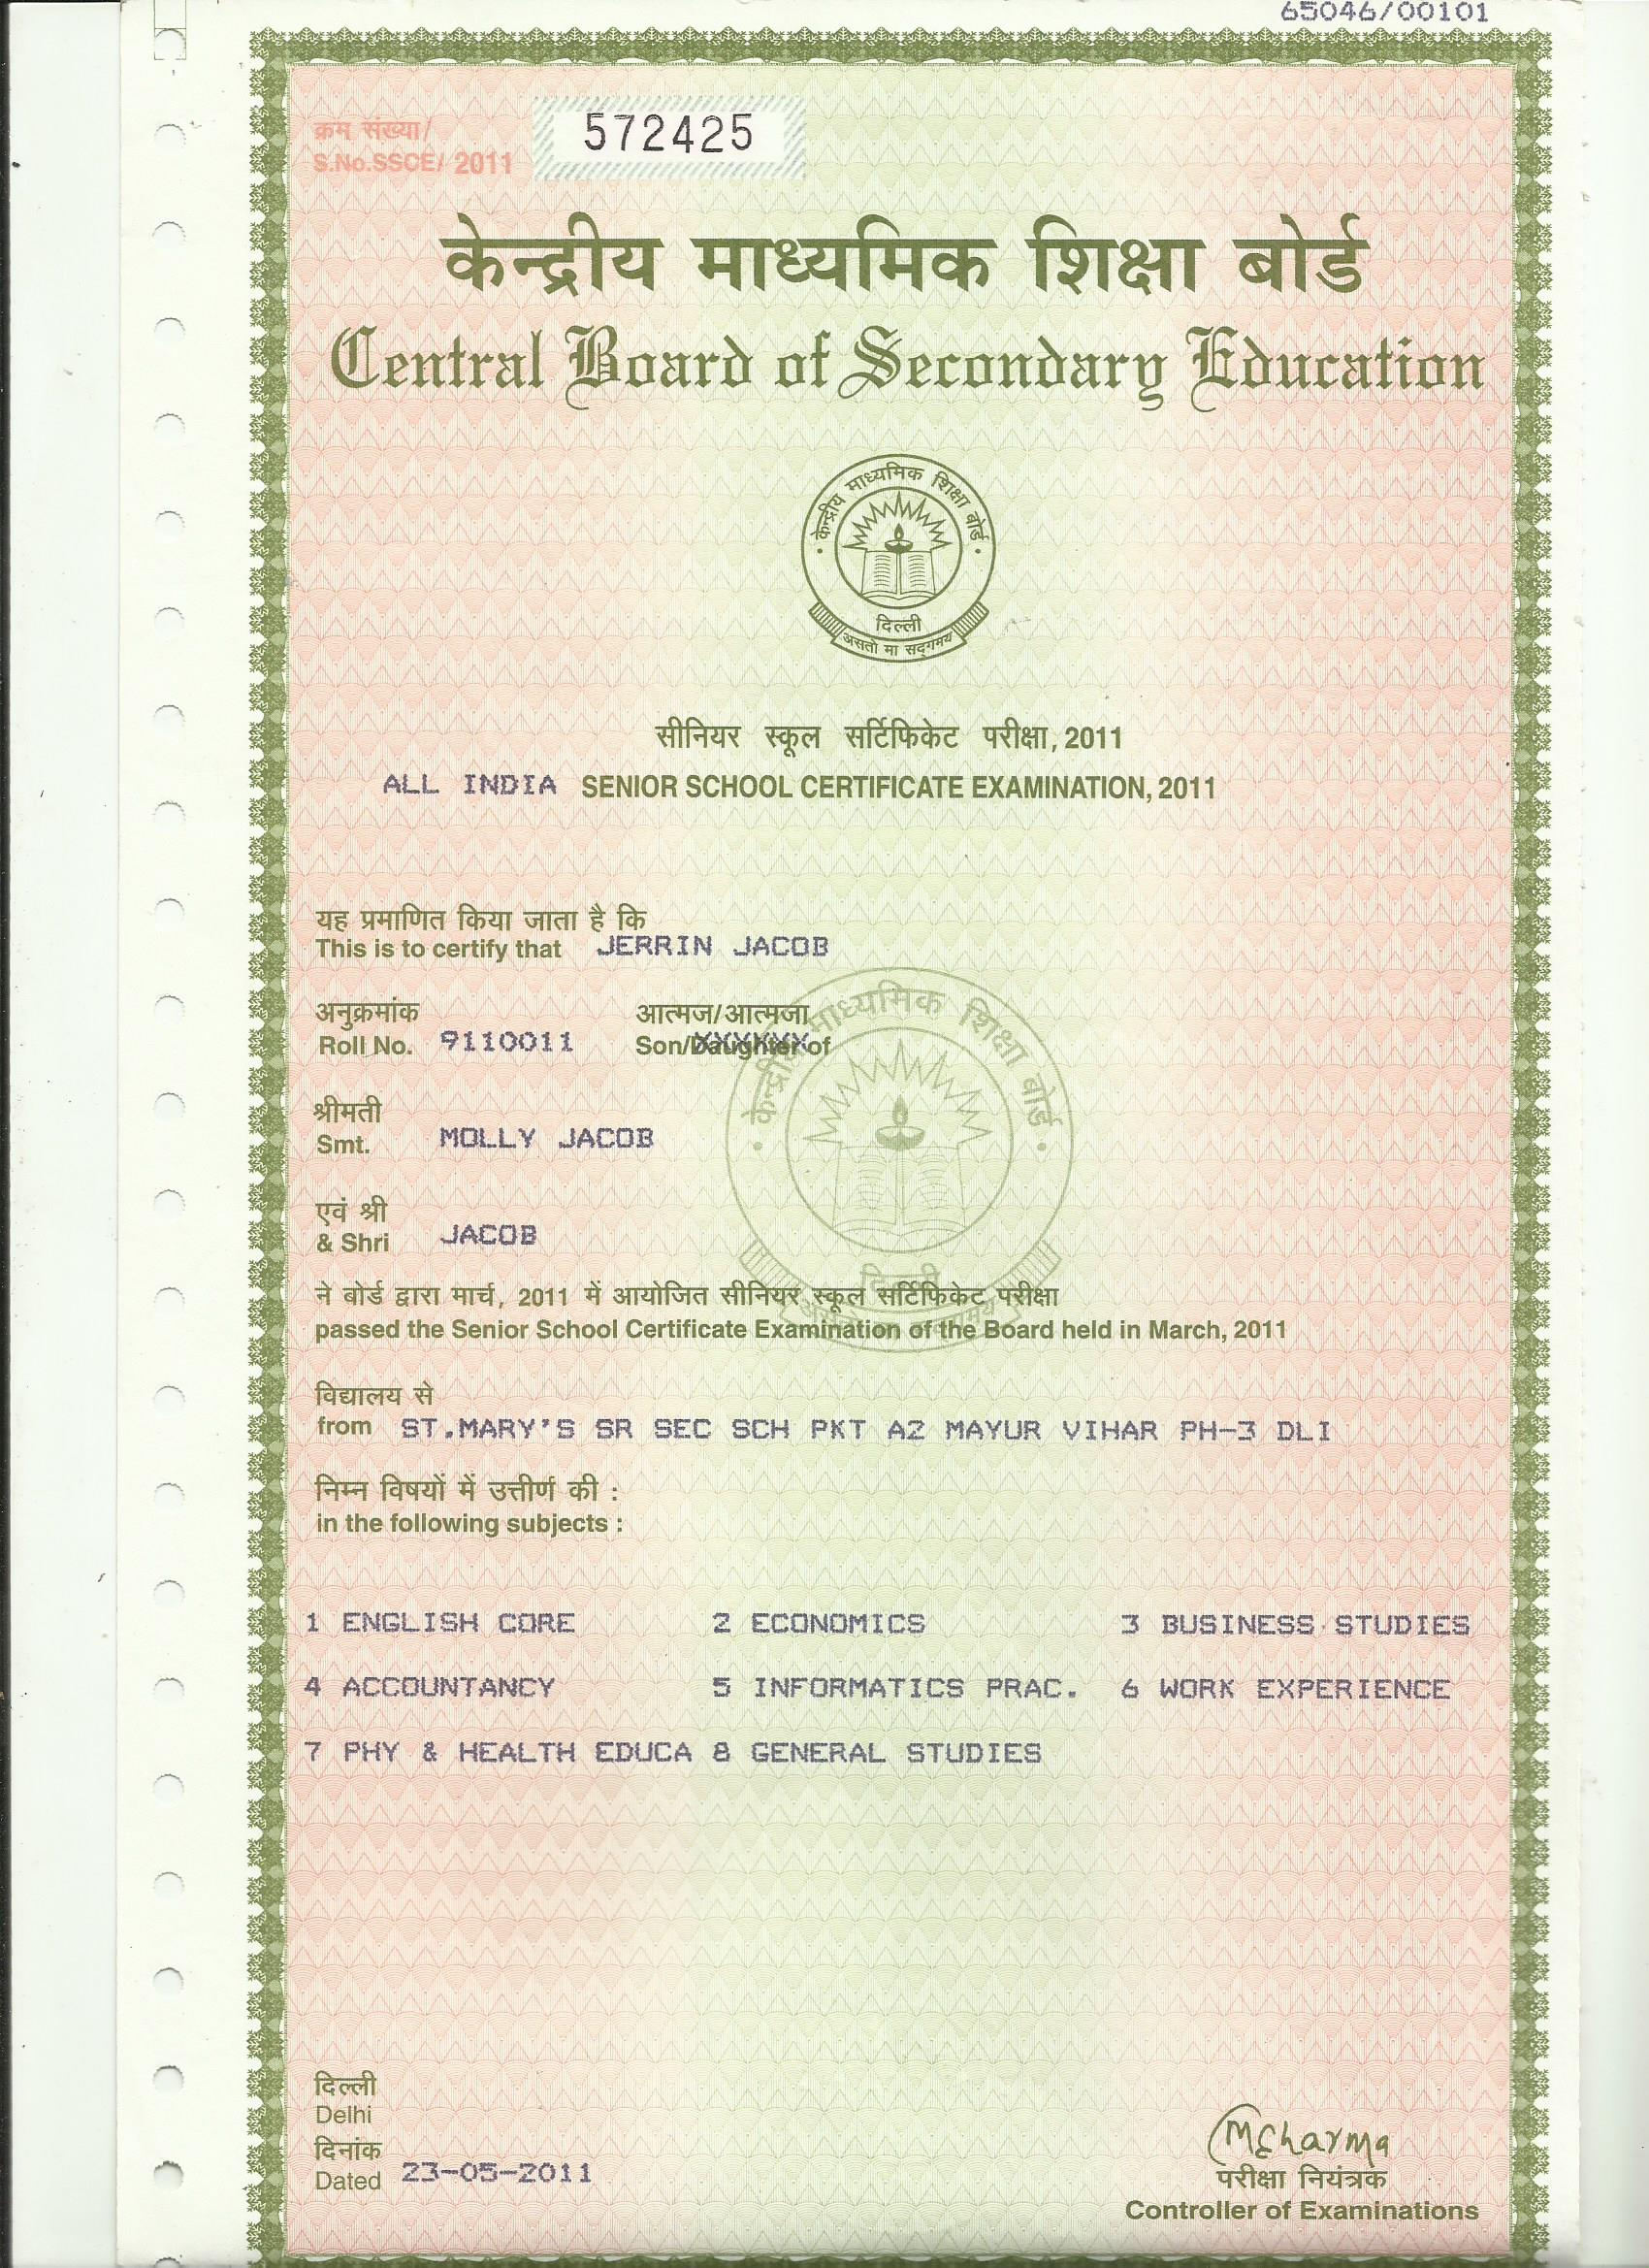 65046/00101
क्रम संख्या/
S.No.SSCE/ 2011
572425
केन्द्रीय माध्यमिक शिक्षा बोर्ड
Central Board of Secondary Education
केन्द्रीय माध्यमिक शिक्षा बोर्ड
दिल्ली
असतो मा सद्गमय
सीनियर स्कूल सर्टिफिकेट परीक्षा, 2011
ALL INDIA SENIOR SCHOOL CERTIFICATE EXAMINATION, 2011
यह प्रमाणित किया जाता है कि
This is to certify that JERRIN JACOB
केन्द्रीय माध्यमिक शिक्षा बोर्ड
अनुक्रमांक आत्मज/आत्मजा
Roll No. 9110011 Son/Daughter of
श्रीमती
Smt. MOLLY JACOB
एवं श्री
& Shri JACOB
दिल्ली
ने बोर्ड द्वारा मार्च, 2011 में आयोजित सीनियर स्कूल सर्टिफिकेट परीक्षा
passed the Senior School Certificate Examination of the Board held in March, 2011
विद्यालय से
from ST.MARY'S SR SEC SCH PKT A2 MAYUR VIHAR PH-3 DLI
निम्न विषयों में उत्तीर्ण की :
in the following subjects :
1 ENGLISH CORE 2 ECONOMICS 3 BUSINESS STUDIES
4 ACCOUNTANCY 5 INFORMATICS PRAC. 6 WORK EXPERIENCE
7 PHY & HEALTH EDUCA 8 GENERAL STUDIES
दिल्ली
Delhi
दिनांक
Dated 23-05-2011
MSharma
परीक्षा नियंत्रक
Controller of Examinations